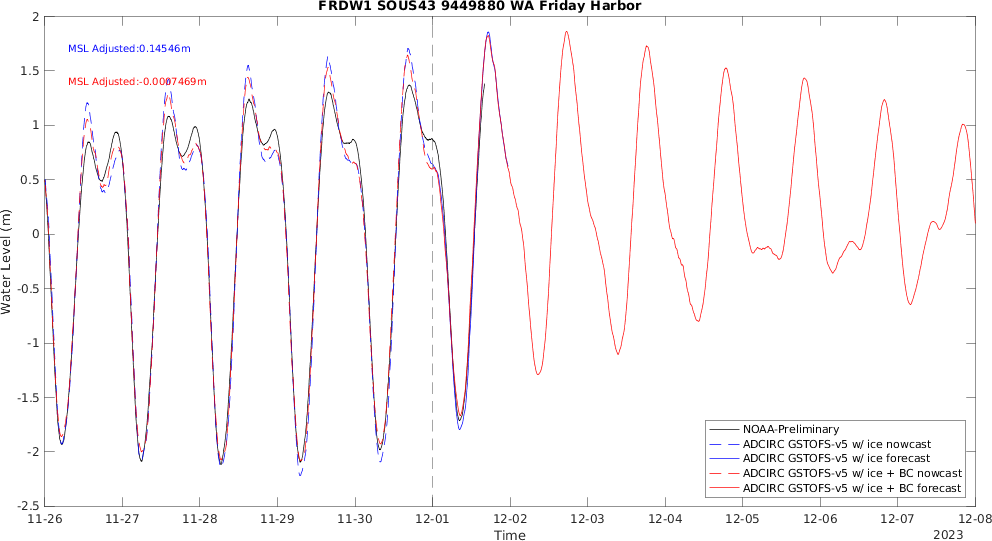 FRDW1 SOUS43 9449880 WA Friday Harbor
MSL Adjusted:0.14546m
MSL Adjusted:-0.0007469m
Water Level (m)
2
1.5
1
0.5
0
-0.5
-1
-1.5
-2
-2.5
NOAA-Preliminary
ADCIRC GSTOFS-v5 w/ ice nowcast
ADCIRC GSTOFS-v5 w/ ice forecast
ADCIRC GSTOFS-v5 w/ ice + BC nowcast
ADCIRC GSTOFS-v5 w/ ice + BC forecast
11-26 11-27 11-28 11-29 11-30 12-01 12-02 12-03 12-04 12-05 12-06 12-07 12-08
Time
2023